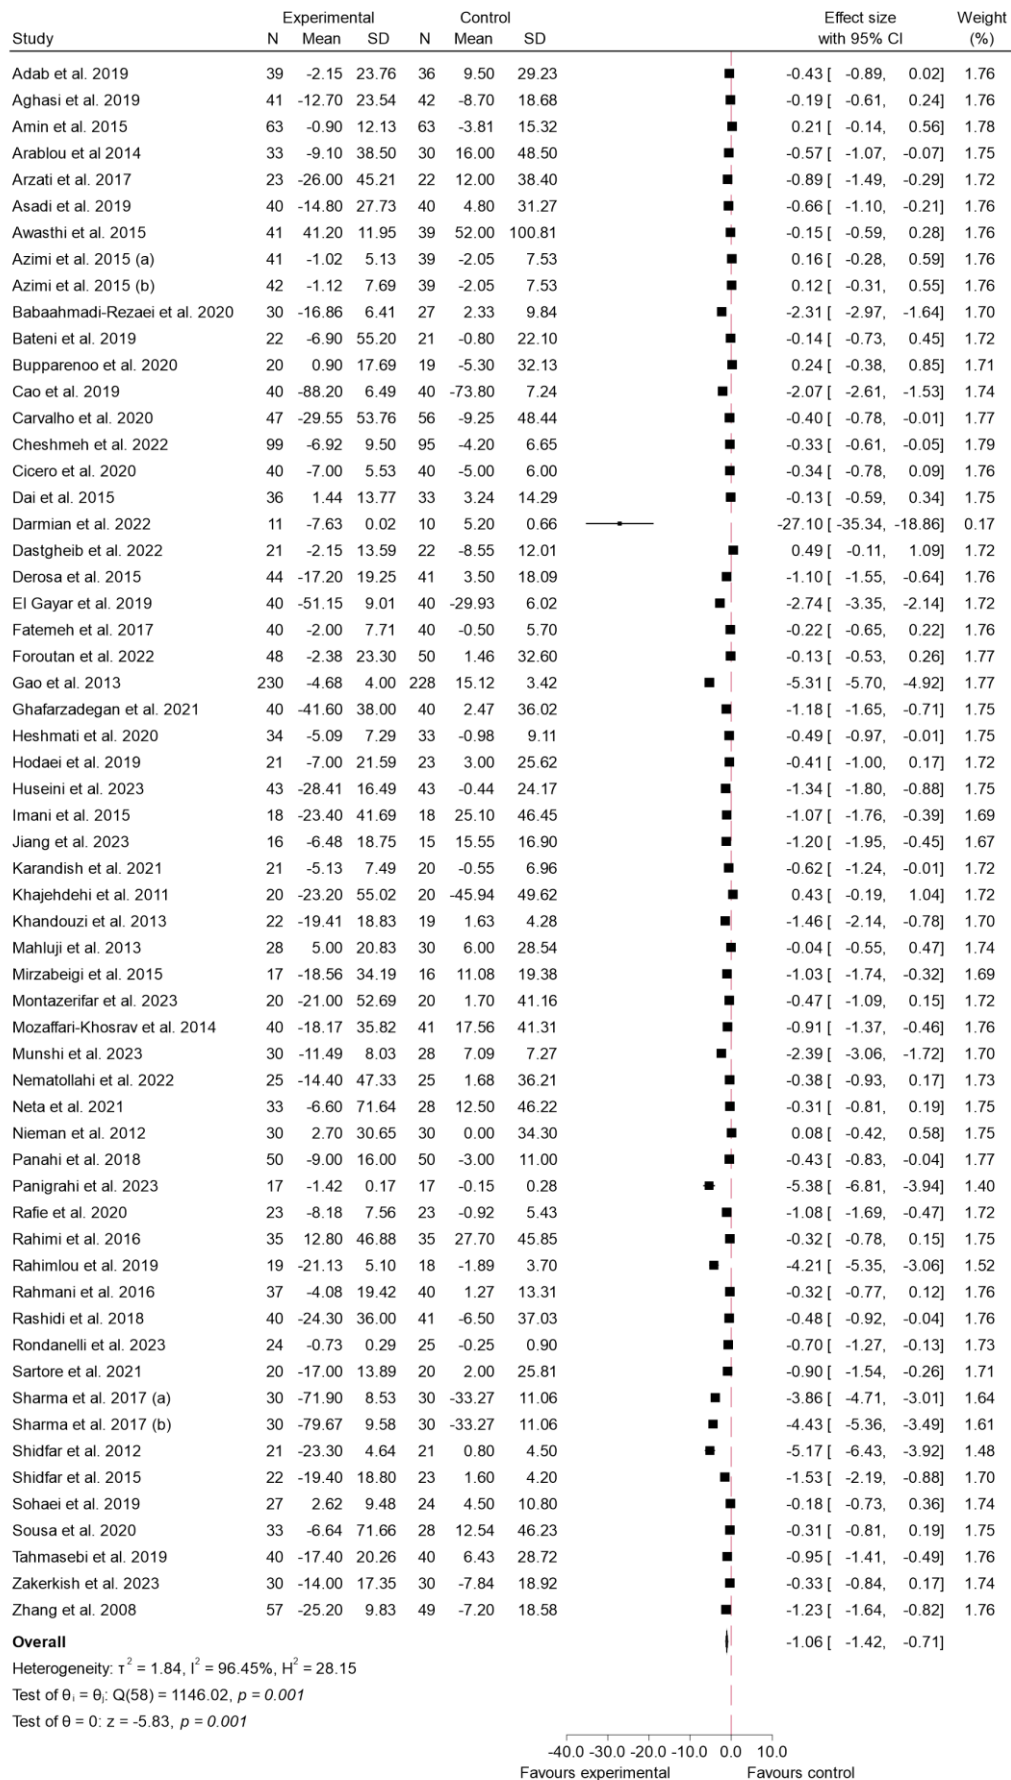 Experimental Control Effect size Weight
Study N Mean SD N Mean SD with 95% CI (%)
Adab et al. 2019 39 -2.15 23.76 36 9.50 29.23 -0.43 [ -0.89, 0.02] 1.76
Aghasi et al. 2019 41 -12.70 23.54 42 -8.70 18.68 -0.19 [ -0.61, 0.24] 1.76
Amin et al. 2015 63 -0.90 12.13 63 -3.81 15.32 0.21 [ -0.14, 0.56] 1.78
Arablou et al 2014 33 -9.10 38.50 30 16.00 48.50 -0.57 [ -1.07, -0.07] 1.75
Arzati et al. 2017 23 -26.00 45.21 22 12.00 38.40 -0.89 [ -1.49, -0.29] 1.72
Asadi et al. 2019 40 -14.80 27.73 40 4.80 31.27 -0.66 [ -1.10, -0.21] 1.76
Awasthi et al. 2015 41 41.20 11.95 39 52.00 100.81 -0.15 [ -0.59, 0.28] 1.76
Azimi et al. 2015 (a) 41 -1.02 5.13 39 -2.05 7.53 0.16 [ -0.28, 0.59] 1.76
Azimi et al. 2015 (b) 42 -1.12 7.69 39 -2.05 7.53 0.12 [ -0.31, 0.55] 1.76
Babaahmadi-Rezaei et al. 2020 30 -16.86 6.41 27 2.33 9.84 -2.31 [ -2.97, -1.64] 1.70
Bateni et al. 2019 22 -6.90 55.20 21 -0.80 22.10 -0.14 [ -0.73, 0.45] 1.72
Bupparenoo et al. 2020 20 0.90 17.69 19 -5.30 32.13 0.24 [ -0.38, 0.85] 1.71
Cao et al. 2019 40 -88.20 6.49 40 -73.80 7.24 -2.07 [ -2.61, -1.53] 1.74
Carvalho et al. 2020 47 -29.55 53.76 56 -9.25 48.44 -0.40 [ -0.78, -0.01] 1.77
Cheshmeh et al. 2022 99 -6.92 9.50 95 -4.20 6.65 -0.33 [ -0.61, -0.05] 1.79
Cicero et al. 2020 40 -7.00 5.53 40 -5.00 6.00 -0.34 [ -0.78, 0.09] 1.76
Dai et al. 2015 36 1.44 13.77 33 3.24 14.29 -0.13 [ -0.59, 0.34] 1.75
Darmian et al. 2022 11 -7.63 0.02 10 5.20 0.66 -27.10 [ -35.34, -18.86] 0.17
Dastgheib et al. 2022 21 -2.15 13.59 22 -8.55 12.01 0.49 [ -0.11, 1.09] 1.72
Derosa et al. 2015 44 -17.20 19.25 41 3.50 18.09 -1.10 [ -1.55, -0.64] 1.76
El Gayar et al. 2019 40 -51.15 9.01 40 -29.93 6.02 -2.74 [ -3.35, -2.14] 1.72
Fatemeh et al. 2017 40 -2.00 7.71 40 -0.50 5.70 -0.22 [ -0.65, 0.22] 1.76
Foroutan et al. 2022 48 -2.38 23.30 50 1.46 32.60 -0.13 [ -0.53, 0.26] 1.77
Gao et al. 2013 230 -4.68 4.00 228 15.12 3.42 -5.31 [ -5.70, -4.92] 1.77
Ghafarzadegan et al. 2021 40 -41.60 38.00 40 2.47 36.02 -1.18 [ -1.65, -0.71] 1.75
Heshmati et al. 2020 34 -5.09 7.29 33 -0.98 9.11 -0.49 [ -0.97, -0.01] 1.75
Hodaei et al. 2019 21 -7.00 21.59 23 3.00 25.62 -0.41 [ -1.00, 0.17] 1.72
Huseini et al. 2023 43 -28.41 16.49 43 -0.44 24.17 -1.34 [ -1.80, -0.88] 1.75
Imani et al. 2015 18 -23.40 41.69 18 25.10 46.45 -1.07 [ -1.76, -0.39] 1.69
Jiang et al. 2023 16 -6.48 18.75 15 15.55 16.90 -1.20 [ -1.95, -0.45] 1.67
Karandish et al. 2021 21 -5.13 7.49 20 -0.55 6.96 -0.62 [ -1.24, -0.01] 1.72
Khajehdehi et al. 2011 20 -23.20 55.02 20 -45.94 49.62 0.43 [ -0.19, 1.04] 1.72
Khandouzi et al. 2013 22 -19.41 18.83 19 1.63 4.28 -1.46 [ -2.14, -0.78] 1.70
Mahluji et al. 2013 28 5.00 20.83 30 6.00 28.54 -0.04 [ -0.55, 0.47] 1.74
Mirzabeigi et al. 2015 17 -18.56 34.19 16 11.08 19.38 -1.03 [ -1.74, -0.32] 1.69
Montazerifar et al. 2023 20 -21.00 52.69 20 1.70 41.16 -0.47 [ -1.09, 0.15] 1.72
Mozaffari-Khosrav et al. 2014 40 -18.17 35.82 41 17.56 41.31 -0.91 [ -1.37, -0.46] 1.76
Munshi et al. 2023 30 -11.49 8.03 28 7.09 7.27 -2.39 [ -3.06, -1.72] 1.70
Nematollahi et al. 2022 25 -14.40 47.33 25 1.68 36.21 -0.38 [ -0.93, 0.17] 1.73
Neta et al. 2021 33 -6.60 71.64 28 12.50 46.22 -0.31 [ -0.81, 0.19] 1.75
Nieman et al. 2012 30 2.70 30.65 30 0.00 34.30 0.08 [ -0.42, 0.58] 1.75
Panahi et al. 2018 50 -9.00 16.00 50 -3.00 11.00 -0.43 [ -0.83, -0.04] 1.77
Panigrahi et al. 2023 17 -1.42 0.17 17 -0.15 0.28 -5.38 [ -6.81, -3.94] 1.40
Rafie et al. 2020 23 -8.18 7.56 23 -0.92 5.43 -1.08 [ -1.69, -0.47] 1.72
Rahimi et al. 2016 35 12.80 46.88 35 27.70 45.85 -0.32 [ -0.78, 0.15] 1.75
Rahimlou et al. 2019 19 -21.13 5.10 18 -1.89 3.70 -4.21 [ -5.35, -3.06] 1.52
Rahmani et al. 2016 37 -4.08 19.42 40 1.27 13.31 -0.32 [ -0.77, 0.12] 1.76
Rashidi et al. 2018 40 -24.30 36.00 41 -6.50 37.03 -0.48 [ -0.92, -0.04] 1.76
Rondanelli et al. 2023 24 -0.73 0.29 25 -0.25 0.90 -0.70 [ -1.27, -0.13] 1.73
Sartore et al. 2021 20 -17.00 13.89 20 2.00 25.81 -0.90 [ -1.54, -0.26] 1.71
Sharma et al. 2017 (a) 30 -71.90 8.53 30 -33.27 11.06 -3.86 [ -4.71, -3.01] 1.64
Sharma et al. 2017 (b) 30 -79.67 9.58 30 -33.27 11.06 -4.43 [ -5.36, -3.49] 1.61
Shidfar et al. 2012 21 -23.30 4.64 21 0.80 4.50 -5.17 [ -6.43, -3.92] 1.48
Shidfar et al. 2015 22 -19.40 18.80 23 1.60 4.20 -1.53 [ -2.19, -0.88] 1.70
Sohaei et al. 2019 27 2.62 9.48 24 4.50 10.80 -0.18 [ -0.73, 0.36] 1.74
Sousa et al. 2020 33 -6.64 71.66 28 12.54 46.23 -0.31 [ -0.81, 0.19] 1.75
Tahmasebi et al. 2019 40 -17.40 20.26 40 6.43 28.72 -0.95 [ -1.41, -0.49] 1.76
Zakerkish et al. 2023 30 -14.00 17.35 30 -7.84 18.92 -0.33 [ -0.84, 0.17] 1.74
Zhang et al. 2008 57 -25.20 9.83 49 -7.20 18.58 -1.23 [ -1.64, -0.82] 1.76
Overall -1.06 [ -1.42, -0.71]
Heterogeneity: τ² = 1.84, I² = 96.45%, H² = 28.15
Test of θᵢ = θⱼ: Q(58) = 1146.02, p = 0.001
Test of θ = 0: z = -5.83, p = 0.001
-40.0 -30.0 -20.0 -10.0 0.0 10.0
Favours experimental Favours control